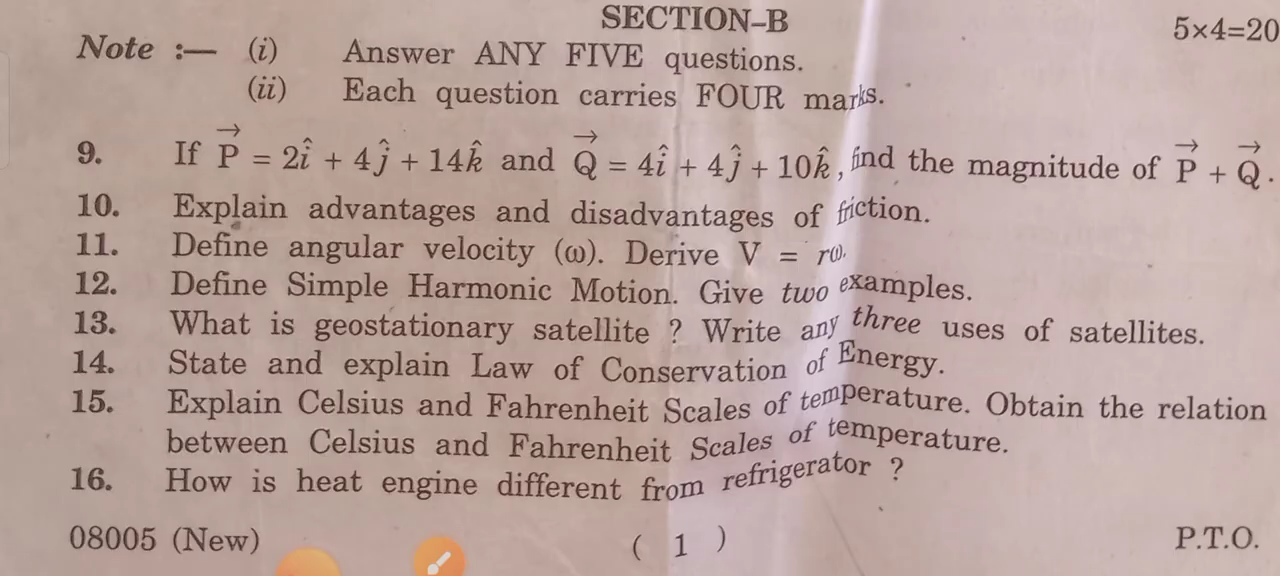 SECTION–B
5×4=20
Note :— (i) Answer ANY FIVE questions.
(ii) Each question carries FOUR marks.
9. If P⃗ = 2î + 4ĵ + 14k̂ and Q⃗ = 4î + 4ĵ + 10k̂, find the magnitude of P⃗ + Q⃗.
10. Explain advantages and disadvantages of friction.
11. Define angular velocity (ω). Derive V = rω.
12. Define Simple Harmonic Motion. Give two examples.
13. What is geostationary satellite ? Write any three uses of satellites.
14. State and explain Law of Conservation of Energy.
15. Explain Celsius and Fahrenheit Scales of temperature. Obtain the relation
between Celsius and Fahrenheit Scales of temperature.
16. How is heat engine different from refrigerator ?
08005 (New) ( 1 ) P.T.O.